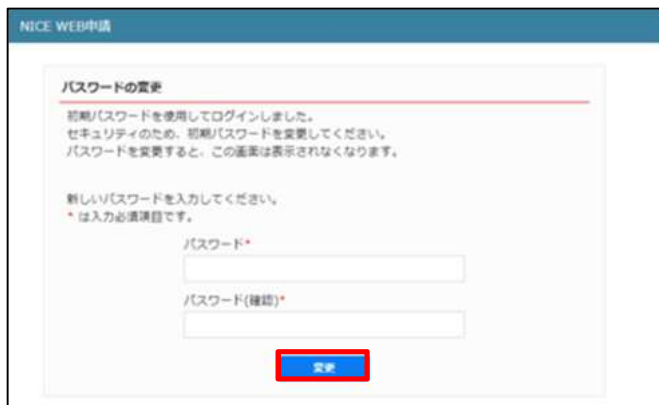 NICE WEB申請
パスワードの変更
初期パスワードを使用してログインしました。
セキュリティのため、初期パスワードを変更してください。
パスワードを変更すると、この画面は表示されなくなります。
新しいパスワードを入力してください。
* は入力必須項目です。
パスワード*
パスワード(確認)*
変更